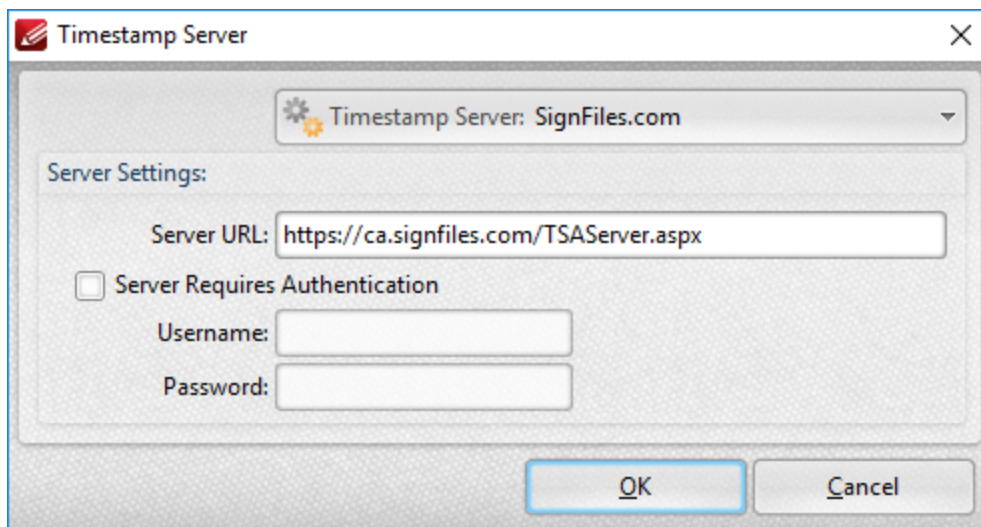 Timestamp Server
Timestamp Server: SignFiles.com
Server Settings:
Server URL: https://ca.signfiles.com/TSAServer.aspx
Server Requires Authentication
Username:
Password:
OK Cancel